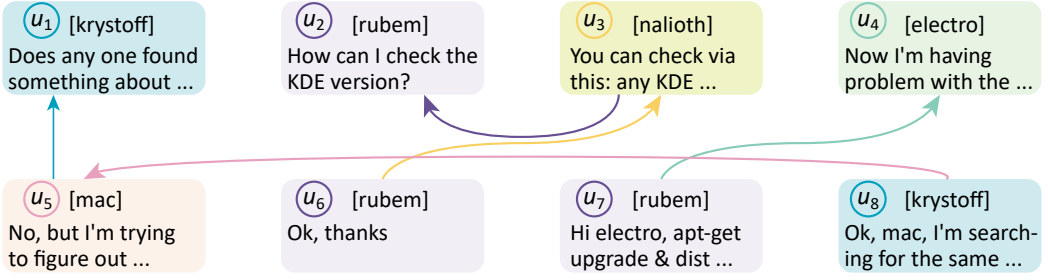 u1 [krystoff]
Does any one found
something about ...
u2 [rubem]
How can I check the
KDE version?
u3 [nalioth]
You can check via
this: any KDE ...
u4 [electro]
Now I'm having
problem with the ...
u5 [mac]
No, but I'm trying
to figure out ...
u6 [rubem]
Ok, thanks
u7 [rubem]
Hi electro, apt-get
upgrade & dist ...
u8 [krystoff]
Ok, mac, I'm search-
ing for the same ...